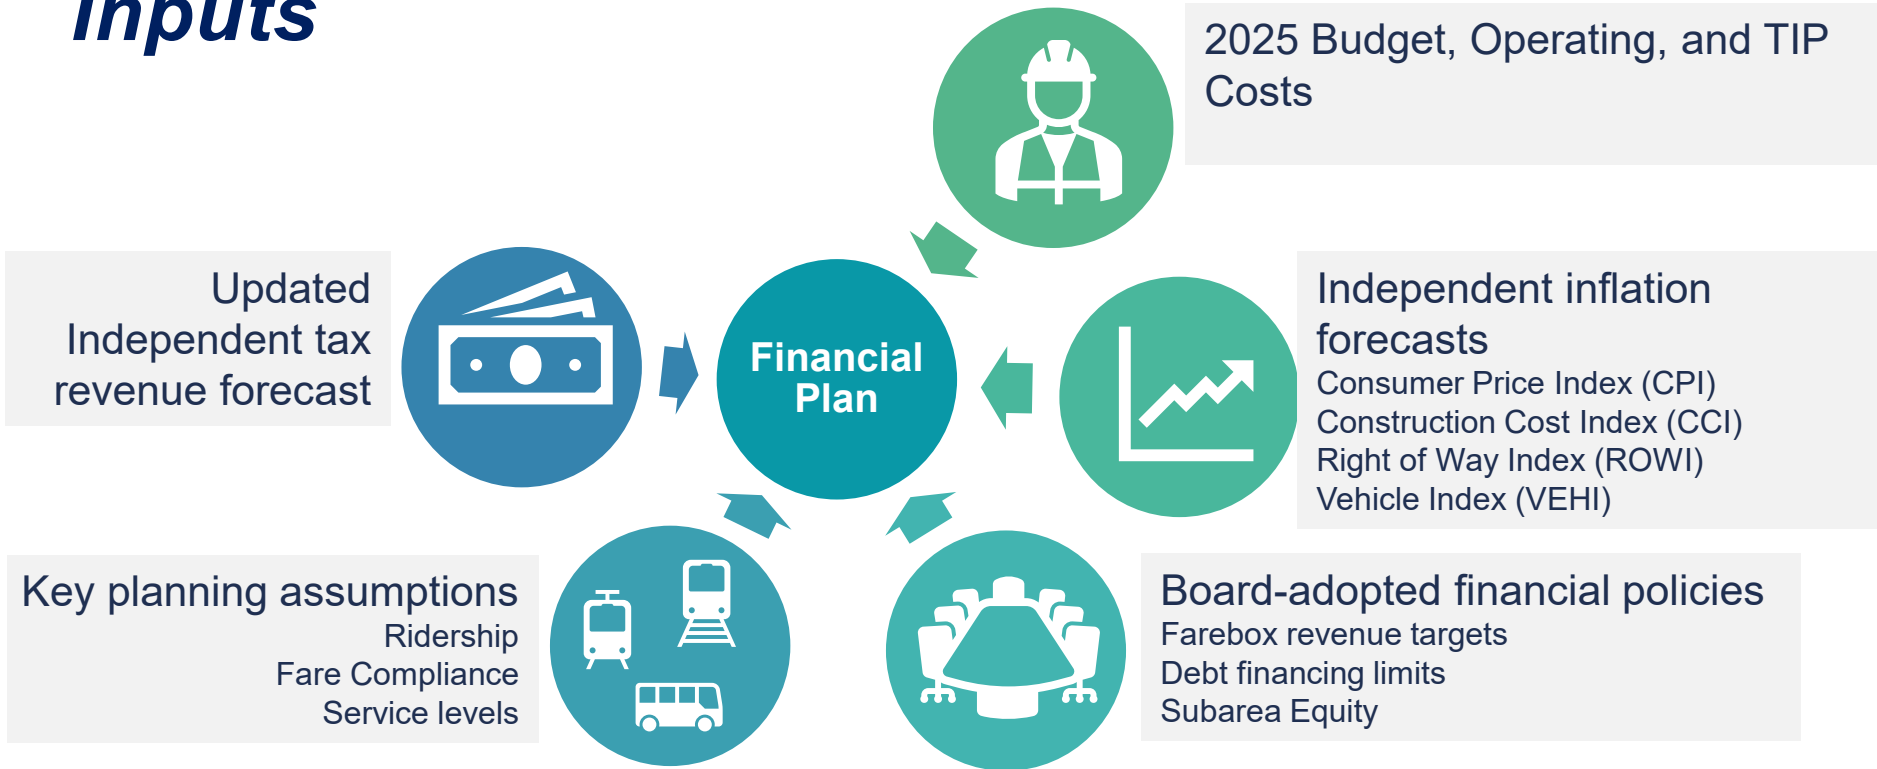 Inputs
2025 Budget, Operating, and TIP
Costs
Updated
Independent tax
revenue forecast
Financial
Plan
Independent inflation
forecasts
Consumer Price Index (CPI)
Construction Cost Index (CCI)
Right of Way Index (ROWI)
Vehicle Index (VEHI)
Key planning assumptions
Ridership
Fare Compliance
Service levels
Board-adopted financial policies
Farebox revenue targets
Debt financing limits
Subarea Equity